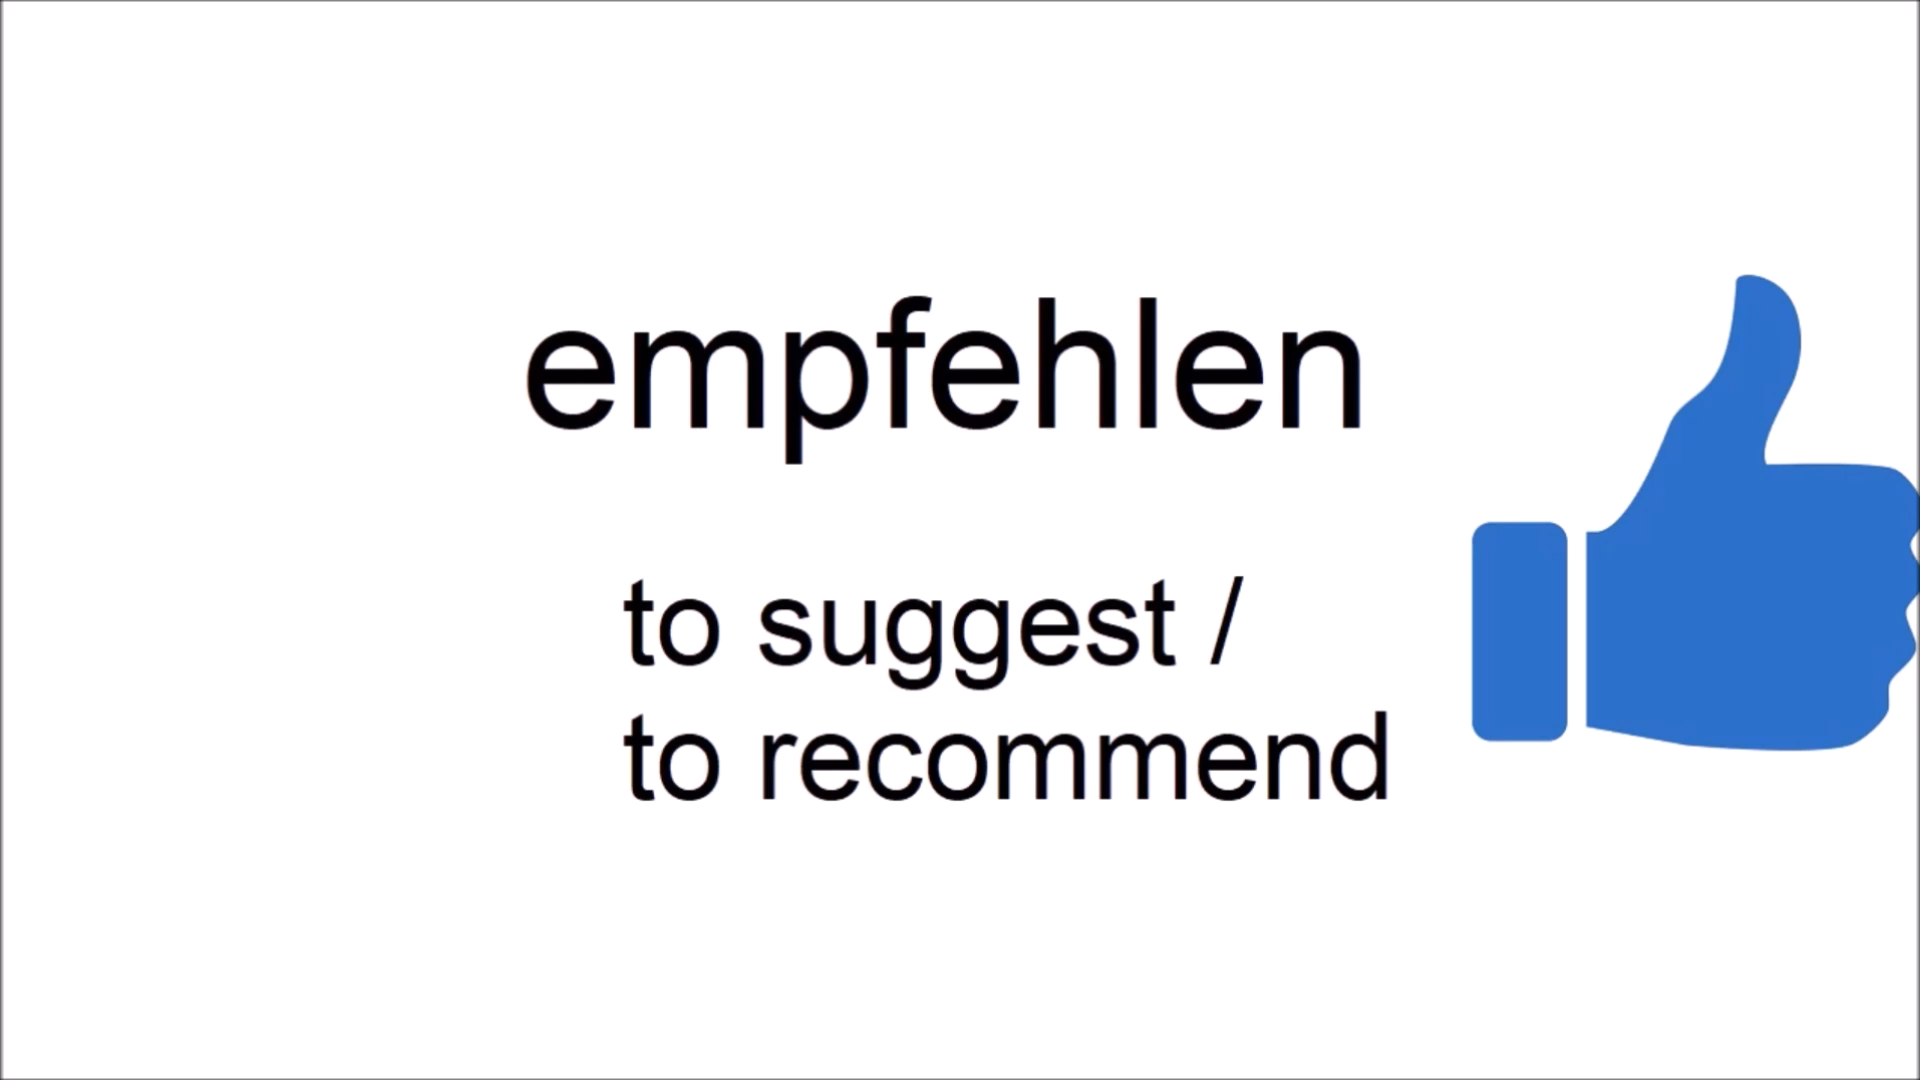 empfehlen
to suggest /
to recommend